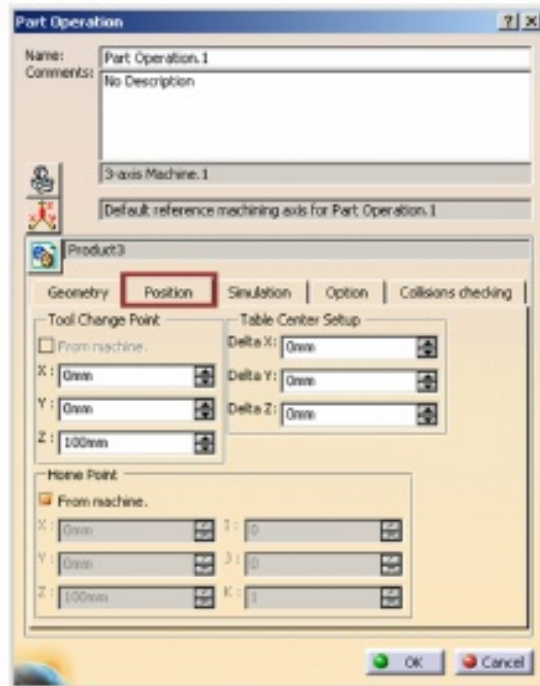 Part Operation
Name: Part Operation.1
Comments: No Description
3-axis Machine.1
Default reference machining axis for Part Operation.1
Product3
Geometry Position Simulation Option Collisions checking
Tool Change Point
From machine.
X: 0mm
Y: 0mm
Z: 100mm
Table Center Setup
Delta X: 0mm
Delta Y: 0mm
Delta Z: 0mm
Home Point
From machine.
X: 0mm I: 0
Y: 0mm J: 0
Z: 100mm K: 1
OK Cancel